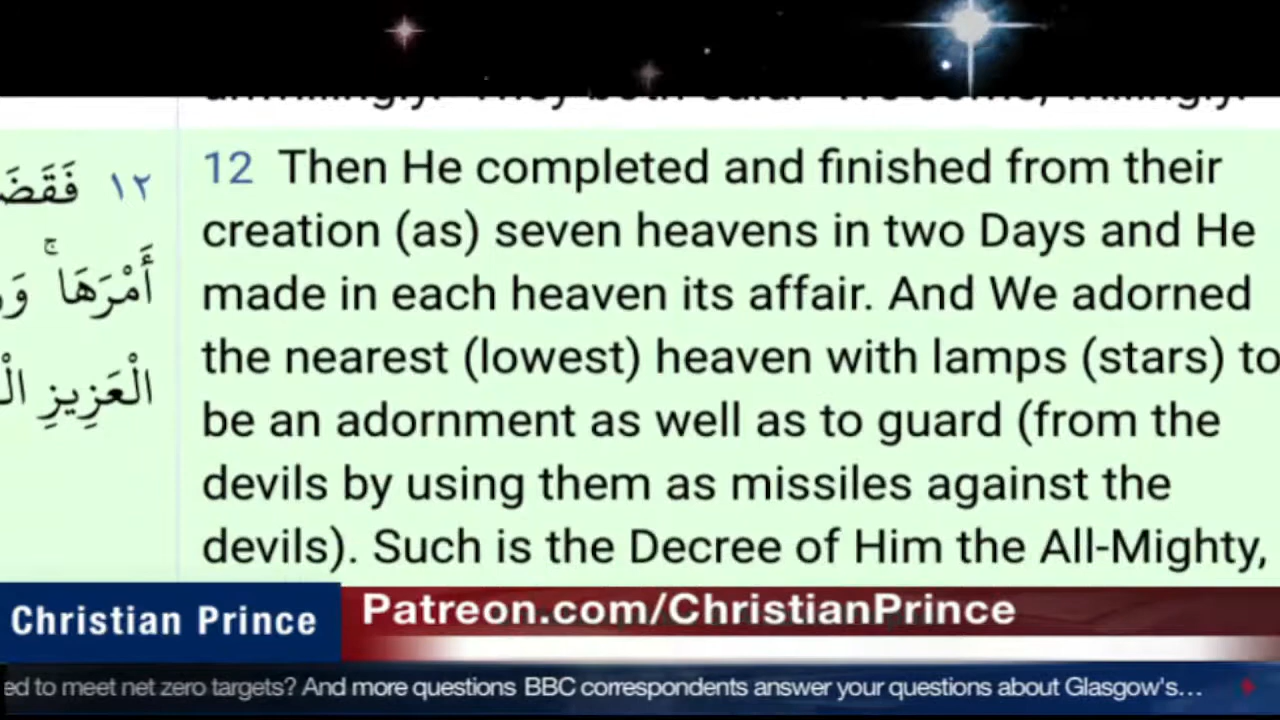 12 Then He completed and finished from their
creation (as) seven heavens in two Days and He
made in each heaven its affair. And We adorned
the nearest (lowest) heaven with lamps (stars) to
be an adornment as well as to guard (from the
devils by using them as missiles against the
devils). Such is the Decree of Him the All-Mighty,
١٢
أَمْرَهَا ۚ
الْعَزِيزِ
Christian Prince
Patreon.com/ChristianPrince
ed to meet net zero targets? And more questions BBC correspondents answer your questions about Glasgow's...